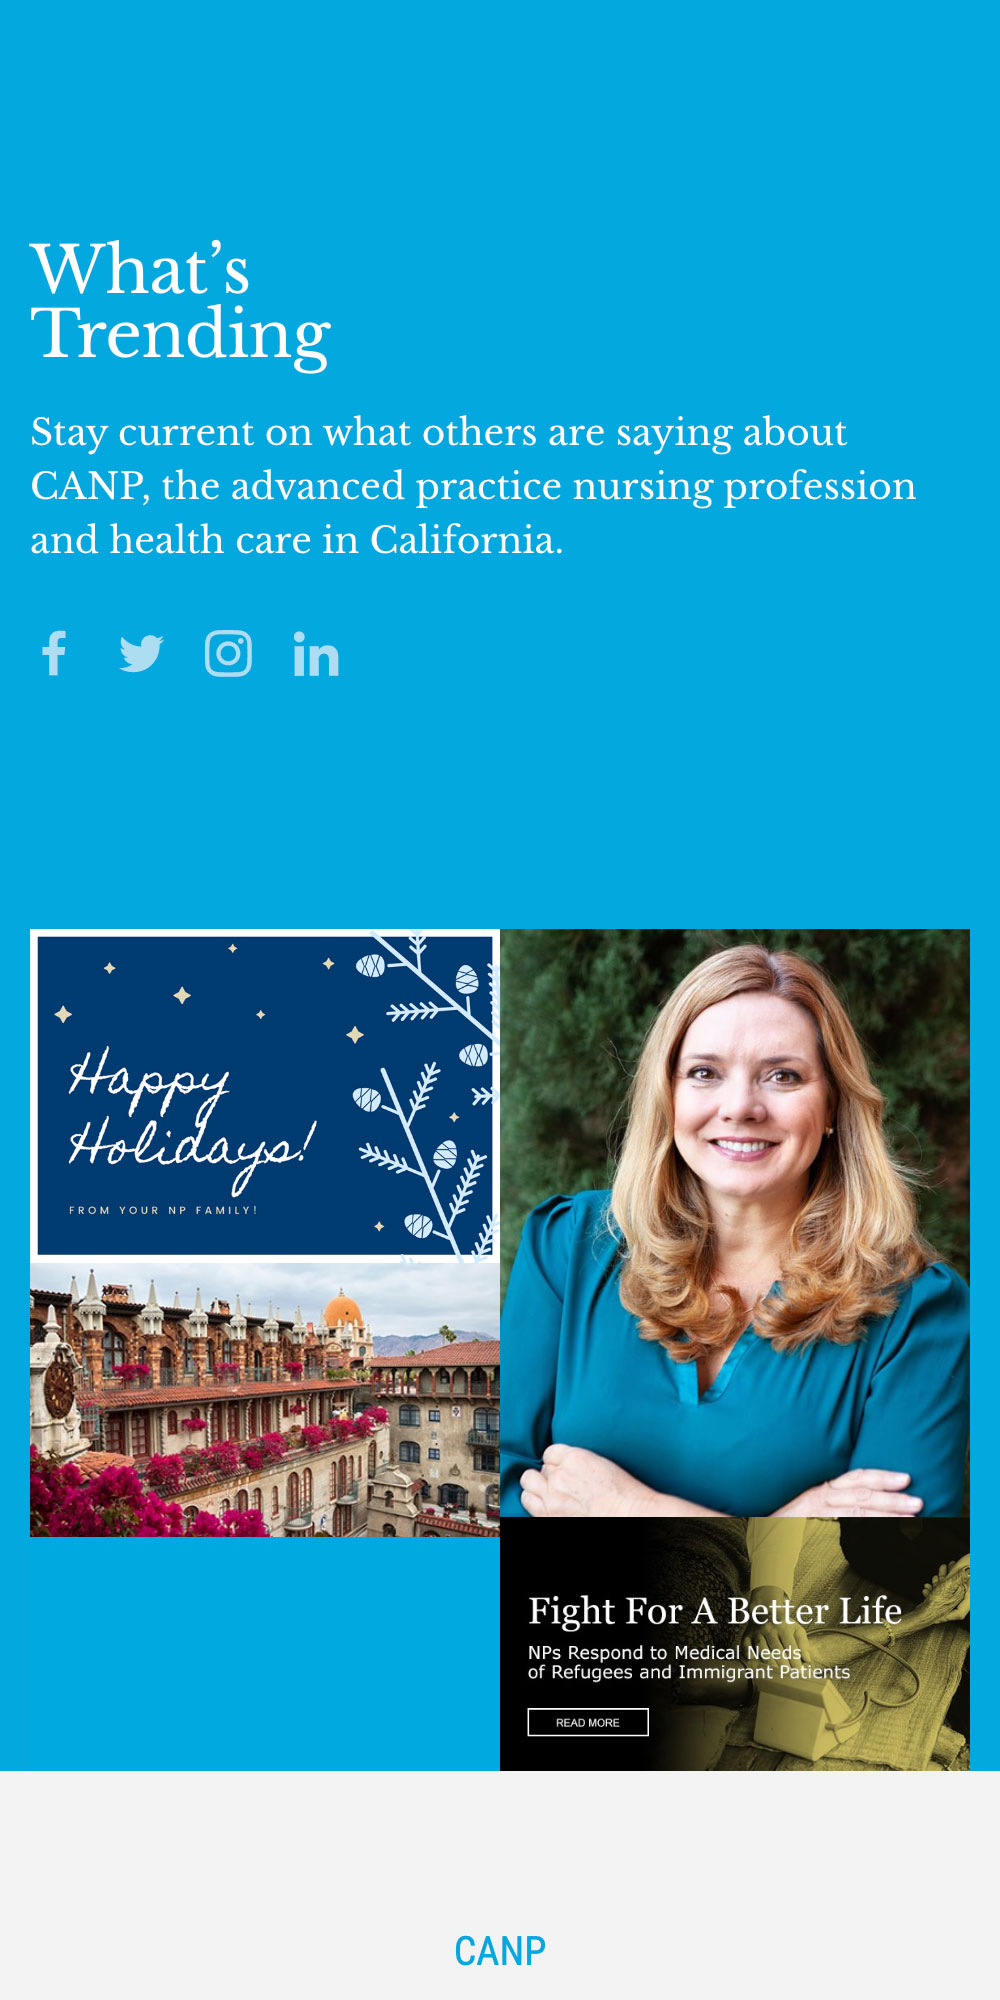 What’s
Trending
Stay current on what others are saying about
CANP, the advanced practice nursing profession
and health care in California.
Happy
Holidays!
FROM YOUR NP FAMILY!
Fight For A Better Life
NPs Respond to Medical Needs
of Refugees and Immigrant Patients
READ MORE
CANP